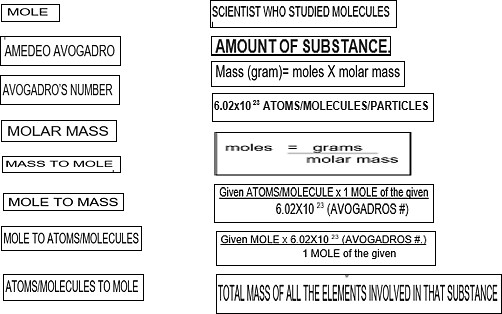 MOLE
SCIENTIST WHO STUDIED MOLECULES
AMEDEO AVOGADRO
AMOUNT OF SUBSTANCE.
Mass (gram)= moles X molar mass
AVOGADRO'S NUMBER
6.02x10 23 ATOMS/MOLECULES/PARTICLES
MOLAR MASS
moles = grams
molar mass
MASS TO MOLE.
MOLE TO MASS
Given ATOMS/MOLECULE x 1 MOLE of the given
6.02X10 23 (AVOGADROS #)
MOLE TO ATOMS/MOLECULES
Given MOLE x 6.02X10 23 (AVOGADROS #.)
1 MOLE of the given
ATOMS/MOLECULES TO MOLE
TOTAL MASS OF ALL THE ELEMENTS INVOLVED IN THAT SUBSTANCE